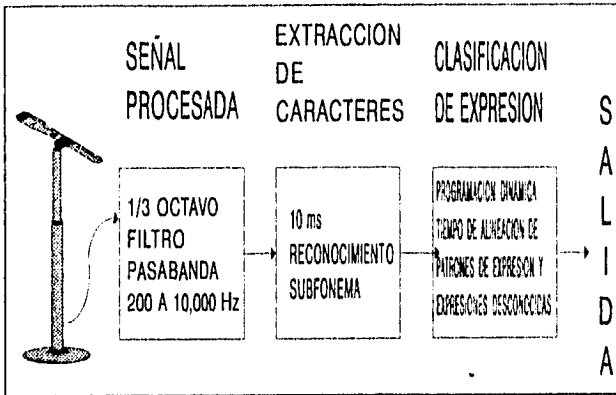 SEÑAL
PROCESADA
EXTRACCION
DE
CARACTERES
CLASIFICACION
DE EXPRESION
1/3 OCTAVO
FILTRO
PASABANDA
200 A 10,000 Hz
10 ms
RECONOCIMIENTO
SUBFONEMA
PROGRAMACION DINAMICA
TIEMPO DE ALINEACION DE
PATRONES DE EXPRESION Y
EXPRESIONES DESCONOCIDAS
SALIDA